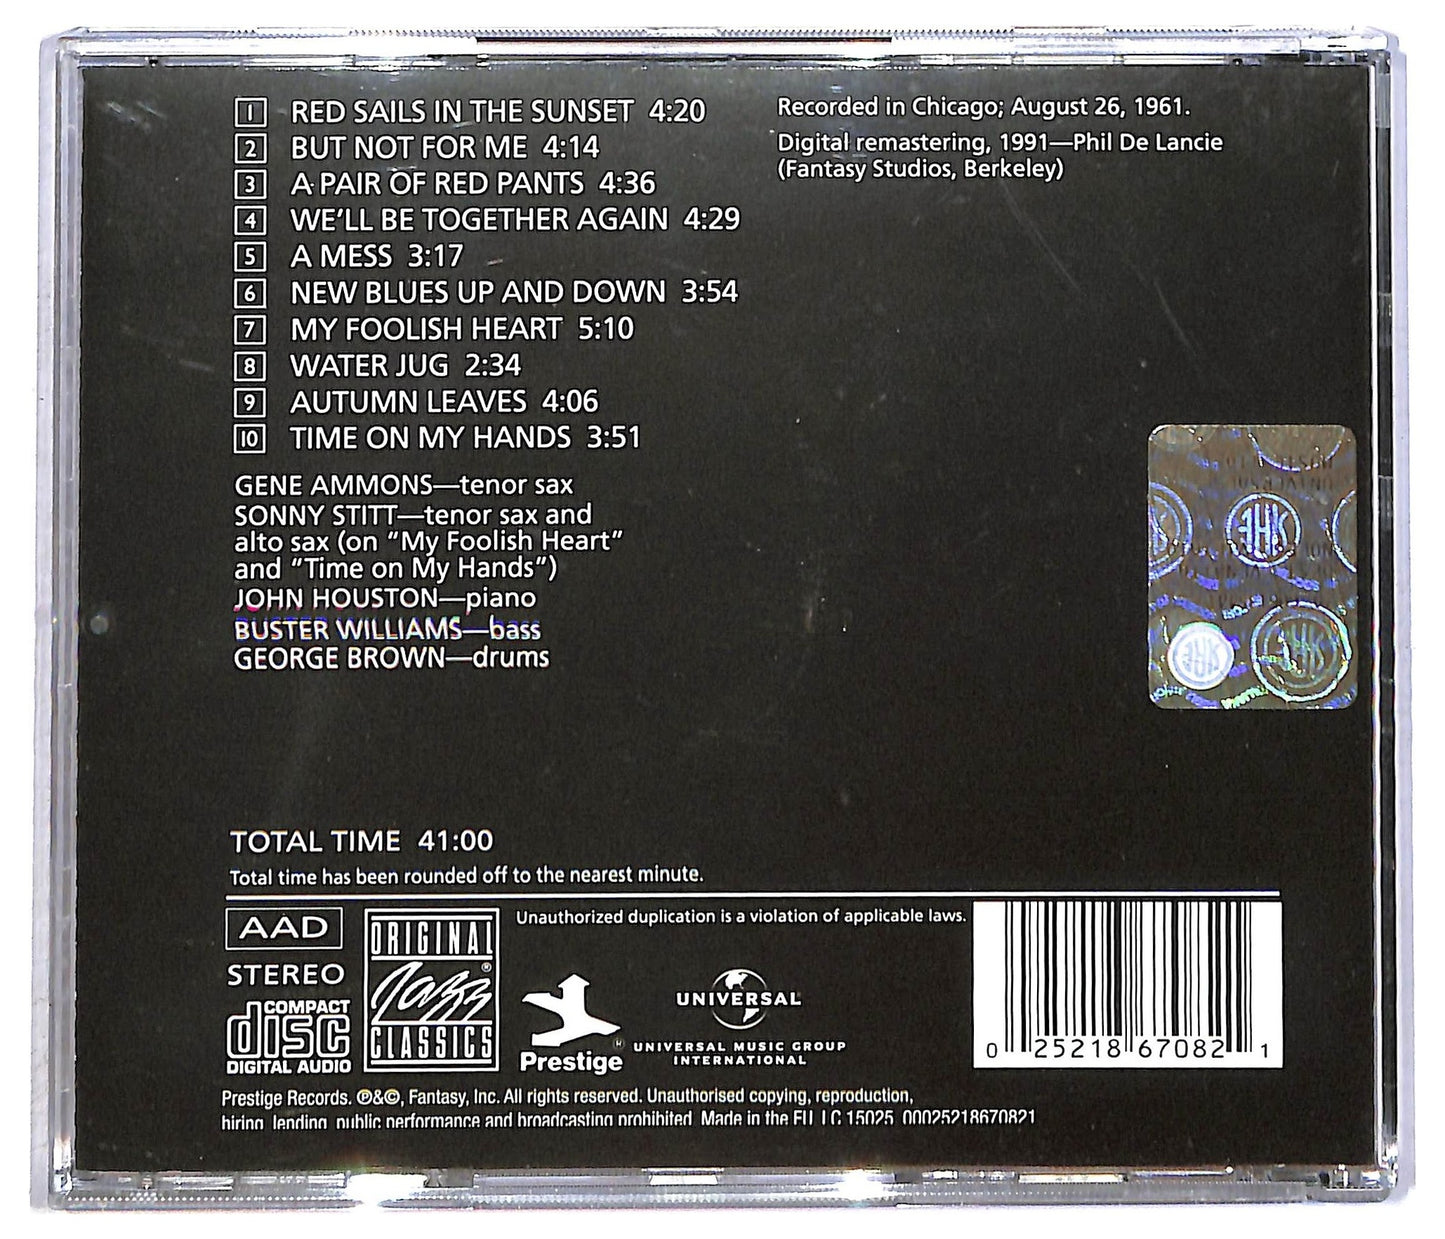 1 RED SAILS IN THE SUNSET 4:20
2 BUT NOT FOR ME 4:14
3 A PAIR OF RED PANTS 4:36
4 WE'LL BE TOGETHER AGAIN 4:29
5 A MESS 3:17
6 NEW BLUES UP AND DOWN 3:54
7 MY FOOLISH HEART 5:10
8 WATER JUG 2:34
9 AUTUMN LEAVES 4:06
10 TIME ON MY HANDS 3:51
GENE AMMONS—tenor sax
SONNY STITT—tenor sax and
alto sax (on "My Foolish Heart"
and "Time on My Hands")
JOHN HOUSTON—piano
BUSTER WILLIAMS—bass
GEORGE BROWN—drums
Recorded in Chicago; August 26, 1961.
Digital remastering, 1991—Phil De Lancie
(Fantasy Studios, Berkeley)
TOTAL TIME 41:00
Total time has been rounded off to the nearest minute.
AAD
STEREO
COMPACT
disc
DIGITAL AUDIO
ORIGINAL
Jazz ®
CLASSICS
Unauthorized duplication is a violation of applicable laws.
Prestige ®
UNIVERSAL
UNIVERSAL MUSIC GROUP
INTERNATIONAL
0 25218 67082 1
Prestige Records. ℗&©, Fantasy, Inc. All rights reserved. Unauthorised copying, reproduction,
hiring, lending, public performance and broadcasting prohibited. Made in the EU. LC 15025. 00025218670821